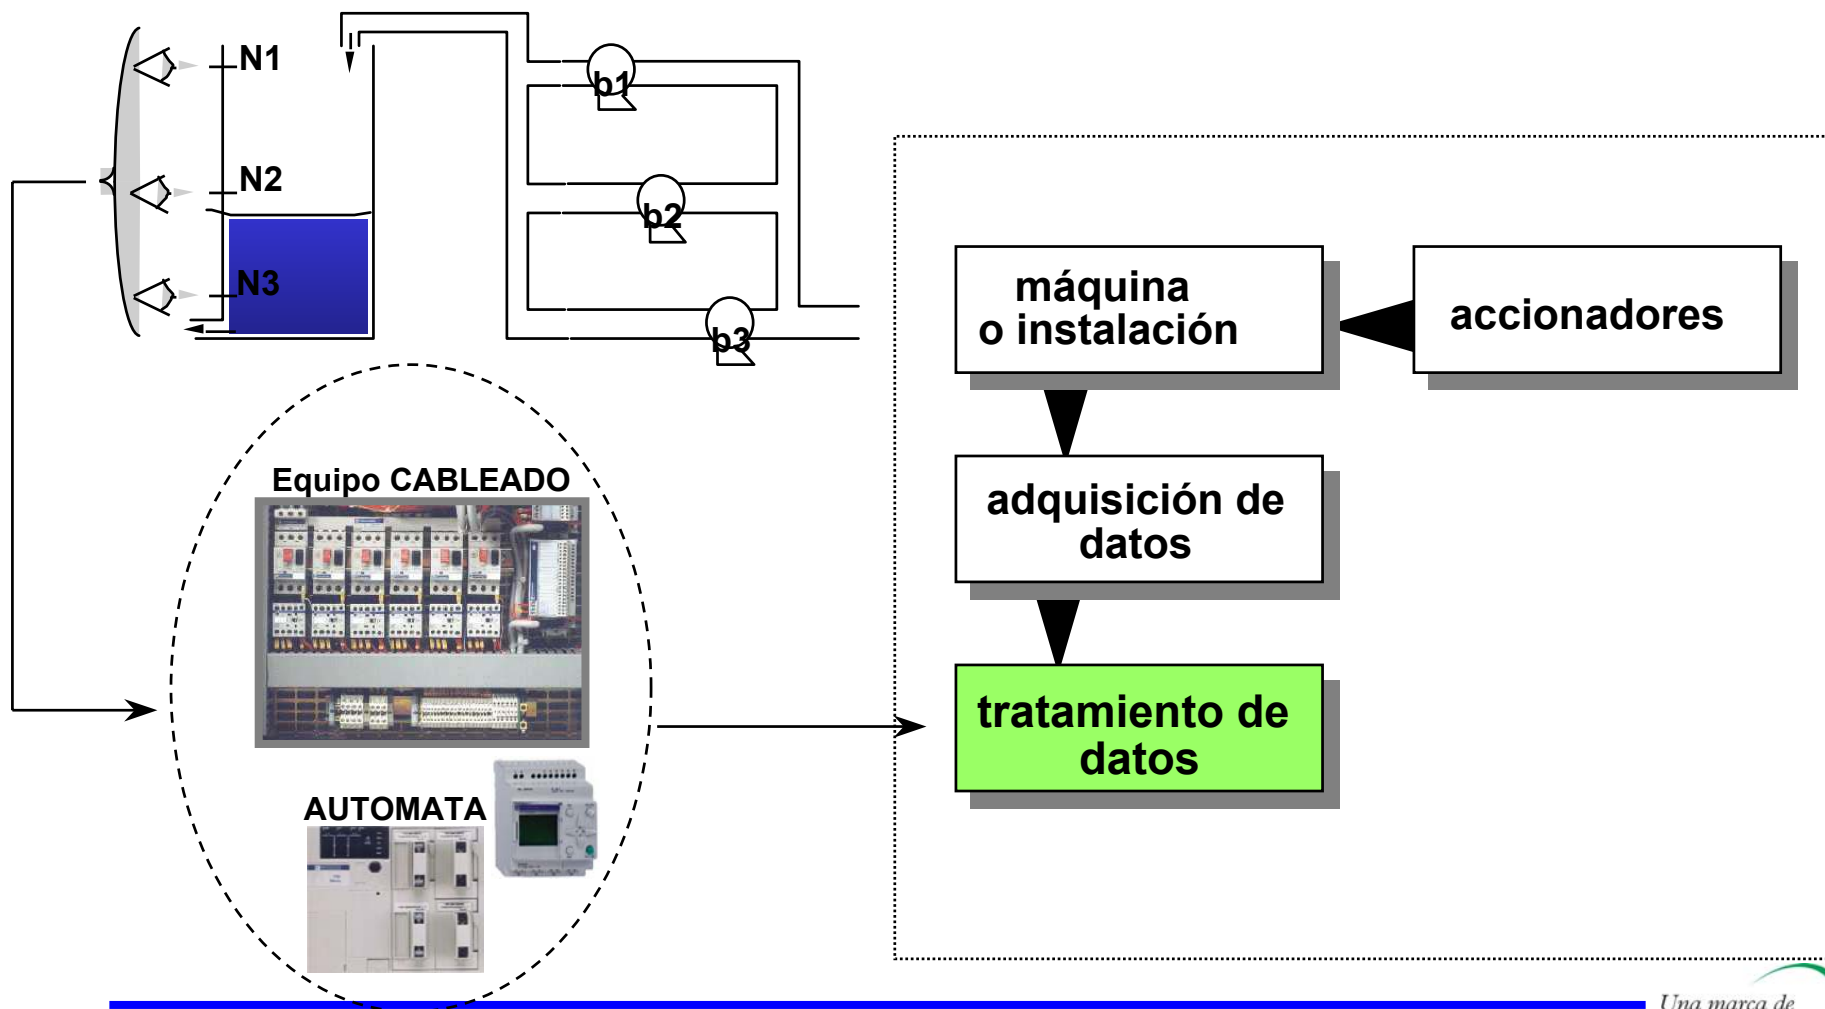 N1
b1
N2
b2
N3
b3
máquina
o instalación
accionadores
Equipo CABLEADO
adquisición de
datos
tratamiento de
datos
AUTOMATA
Una marca de